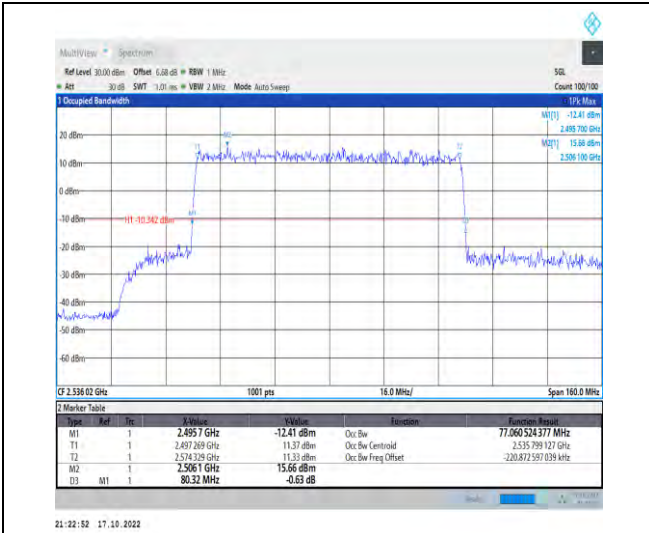 MultiView Spectrum
Ref Level 30.00 dBm Offset 6.68 dB RBW 1 MHz SGL
Att 30 dB SWT 1.01 ms VBW 2 MHz Mode Auto Sweep Count 100/100
1 Occupied Bandwidth 1Pk Max
M1[1] -12.41 dBm
2.495 700 GHz
20 dBm M2[1] 15.66 dBm
2.506 100 GHz
M2
T1
T2
10 dBm
0 dBm
M1
-10 dBm H1 -10.342 dBm
-20 dBm
-30 dBm
-40 dBm
-50 dBm
-60 dBm
CF 2.536 02 GHz 1001 pts 16.0 MHz/ Span 160.0 MHz
2 Marker Table
Type Ref Trc X-Value Y-Value Function Function Result
M1 1 2.4957 GHz -12.41 dBm Occ Bw 77.060 524 377 MHz
T1 1 2.497 269 GHz 11.37 dBm Occ Bw Centroid 2.535 799 127 GHz
T2 1 2.574 329 GHz 11.33 dBm Occ Bw Freq Offset -220.872 597 039 kHz
M2 1 2.5061 GHz 15.66 dBm
D3 M1 1 80.32 MHz -0.63 dB
21:22:52 17.10.2022